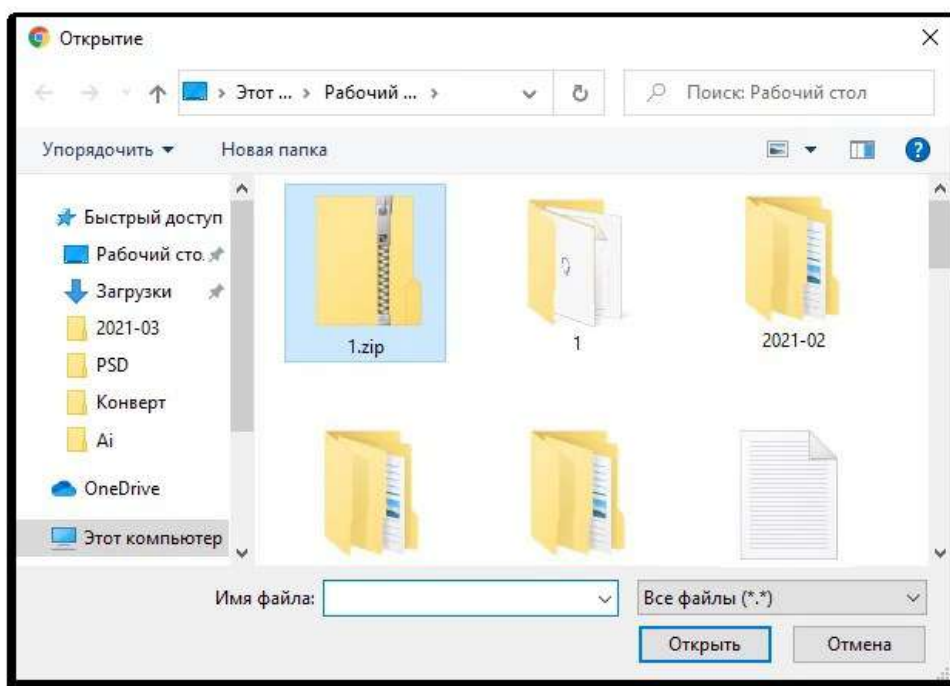 Открытие
Этот ... Рабочий ...
Поиск: Рабочий стол
Упорядочить
Новая папка
Быстрый доступ
Рабочий сто.
Загрузки
2021-03
PSD
Конверт
Ai
OneDrive
Этот компьютер
1.zip
1
2021-02
Имя файла:
Все файлы (*.*)
Открыть
Отмена